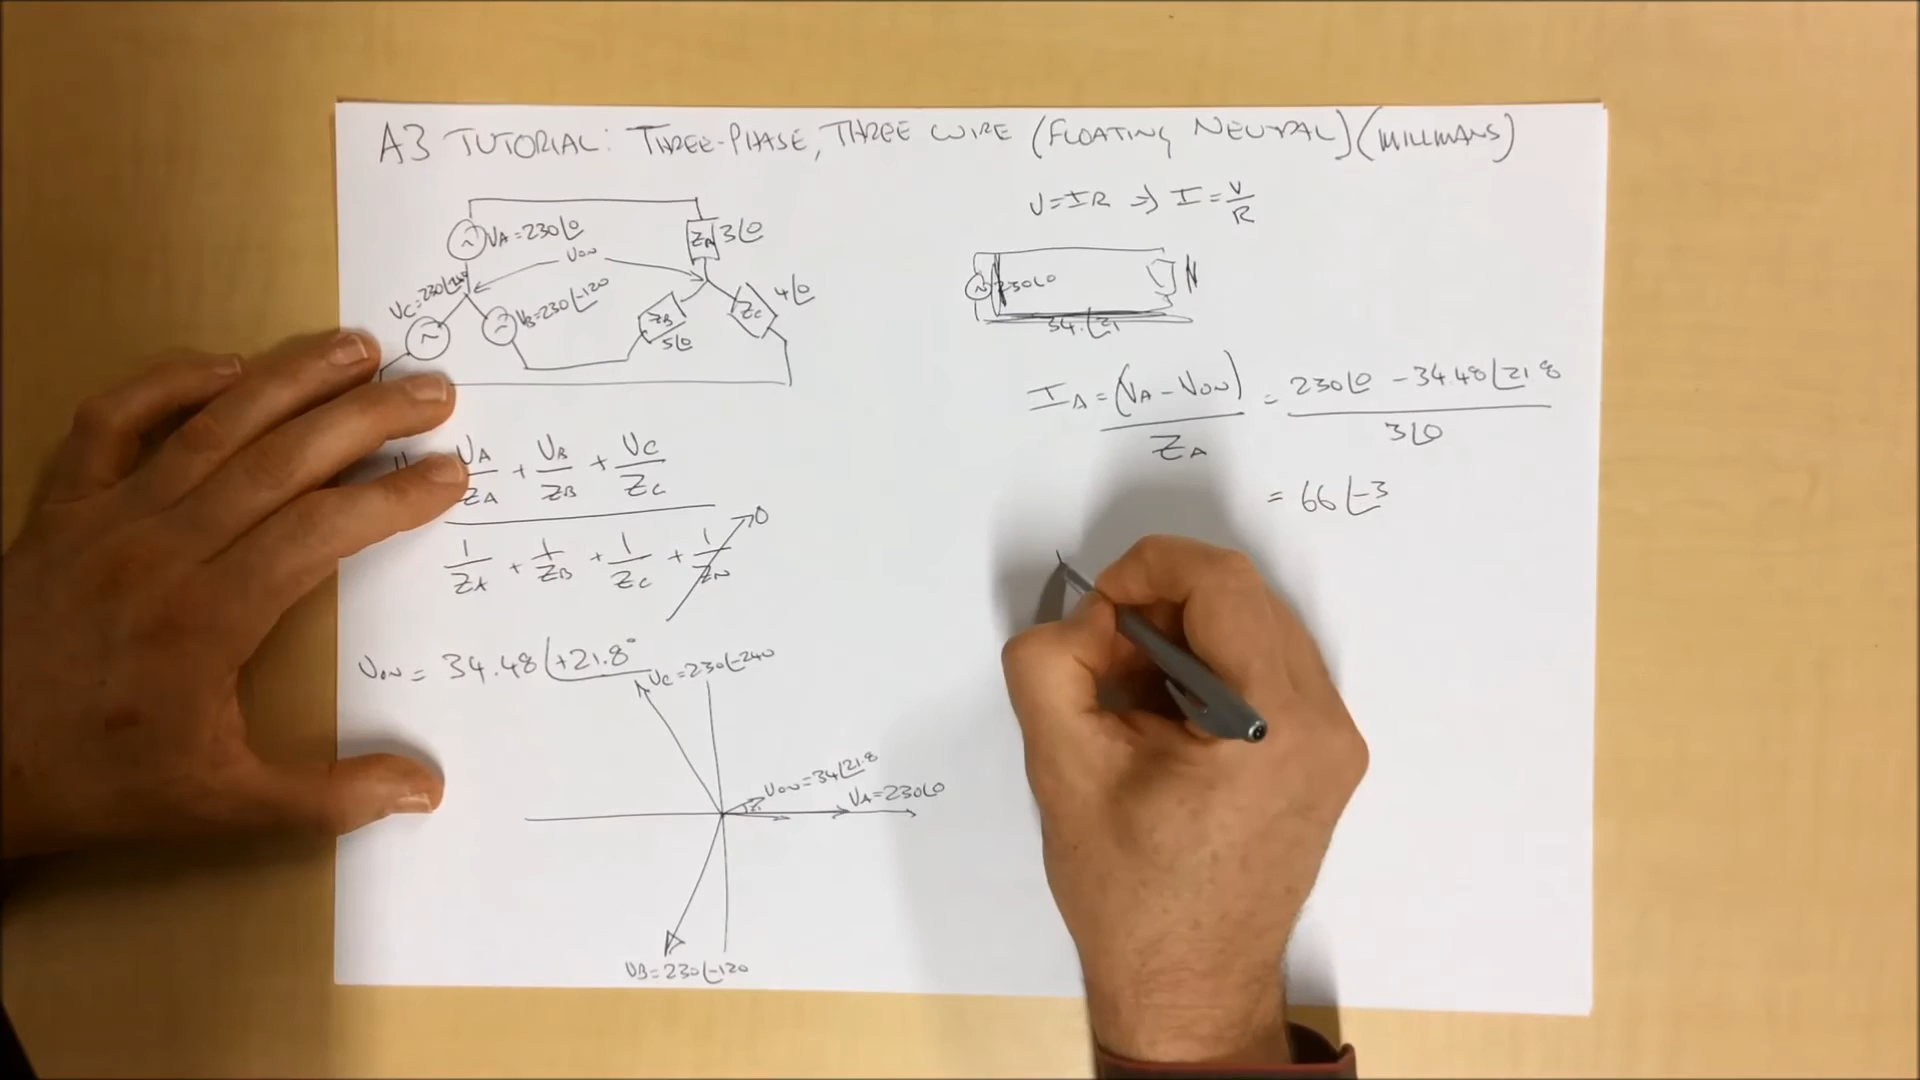 A3 TUTORIAL: THREE-PHASE, THREE WIRE (FLOATING NEUTRAL) (MILLMANS)
VA=230∠0
ZA 3∠0
VON
VC=230∠-240
VB=230∠-120
ZB
5∠0
ZC
4∠0
VA/ZA + VB/ZB + VC/ZC
1/ZA + 1/ZB + 1/ZC + 1/ZN → 0
VON = 34.48∠+21.8°
VC=230∠-240
VON=34∠21.8
VA=230∠0
VB=230∠-120
V=IR ⇒ I = V/R
230∠0
34.∠21
IA = (VA - VON)/ZA = 230∠0 - 34.48∠21.8 / 3∠0
= 66∠-3